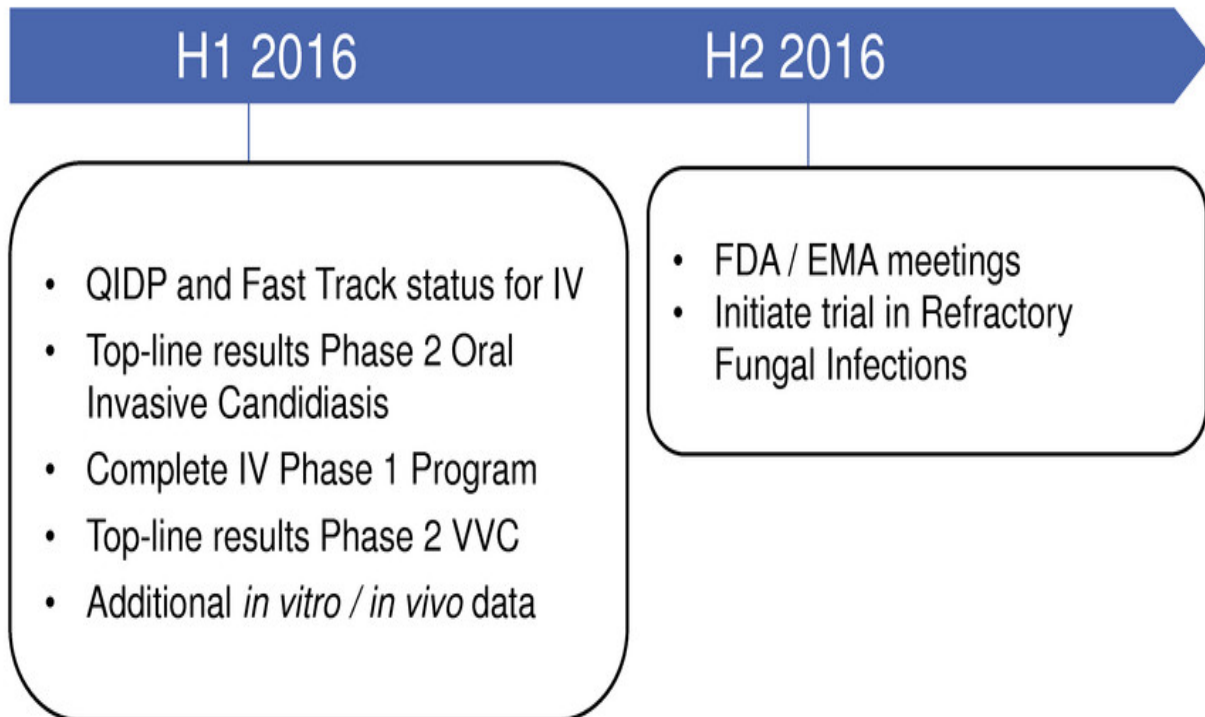 H1 2016
H2 2016
• QIDP and Fast Track status for IV
• Top-line results Phase 2 Oral
Invasive Candidiasis
• Complete IV Phase 1 Program
• Top-line results Phase 2 VVC
• Additional in vitro / in vivo data
• FDA / EMA meetings
• Initiate trial in Refractory
Fungal Infections